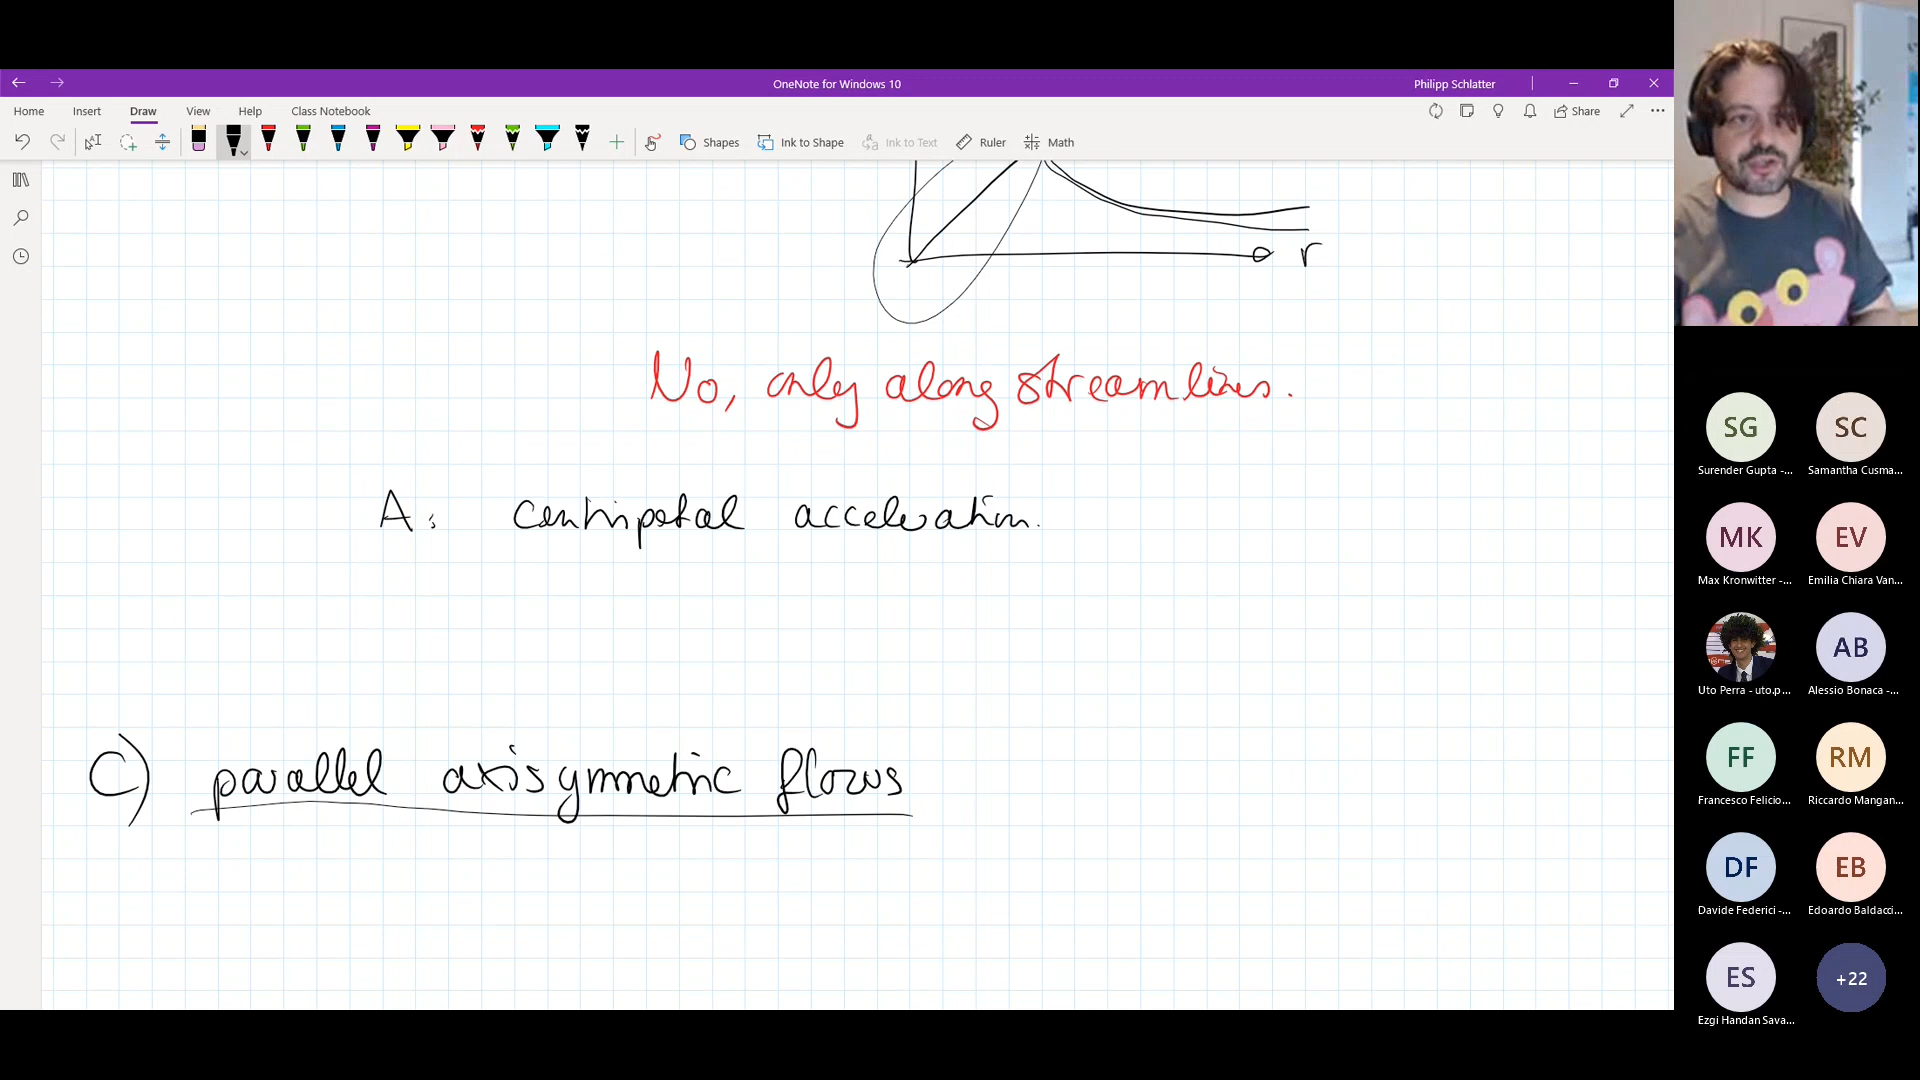 OneNote for Windows 10
Philipp Schlatter
Home Insert Draw View Help Class Notebook
Share
Shapes Ink to Shape Ink to Text Ruler Math
r
No, only along streamlines.
A: centripetal acceleration.
C) parallel axisymmetric flows
SG SC
Surender Gupta -... Samantha Cusma...
MK EV
Max Kronwitter -... Emilia Chiara Van...
AB
Uto Perra - uto.p... Alessio Bonaca -...
FF RM
Francesco Felicio... Riccardo Mangan...
DF EB
Davide Federici -... Edoardo Baldacci...
ES +22
Ezgi Handan Sava...